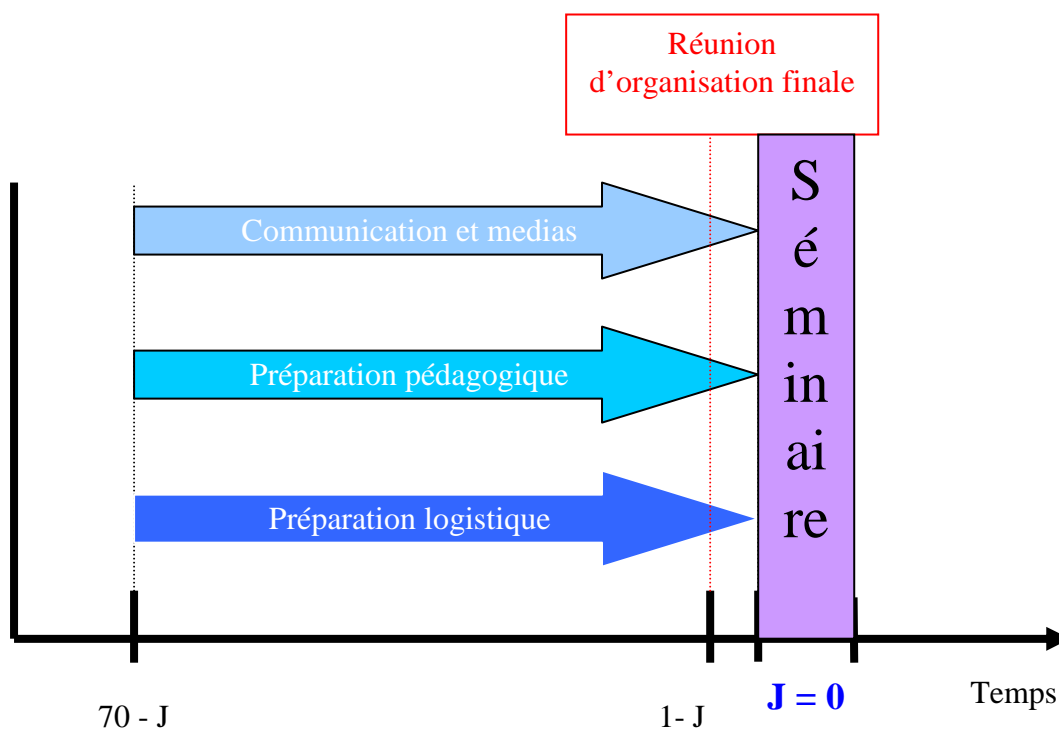 Réunion
d'organisation finale
S
é
m
in
ai
re
Communication et medias
Préparation pédagogique
Préparation logistique
70 - J
1- J
J = 0
Temps